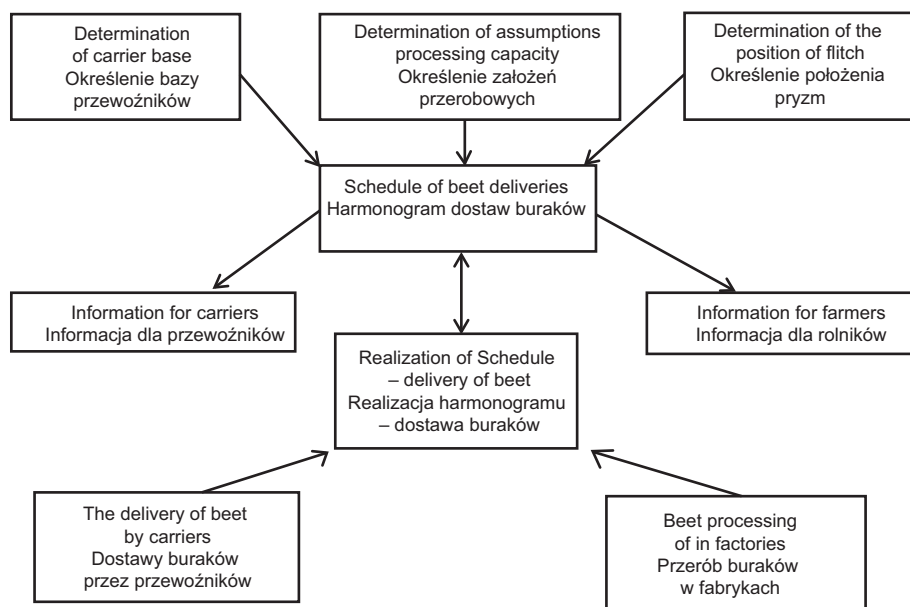 Determination
of carrier base
Określenie bazy
przewoźników
Determination of assumptions
processing capacity
Określenie założeń
przerobowych
Determination of the
position of flitch
Określenie położenia
pryzm
Schedule of beet deliveries
Harmonogram dostaw buraków
Information for carriers
Informacja dla przewoźników
Information for farmers
Informacja dla rolników
Realization of Schedule
– delivery of beet
Realizacja harmonogramu
– dostawa buraków
The delivery of beet
by carriers
Dostawy buraków
przez przewoźników
Beet processing
of in factories
Przerób buraków
w fabrykach